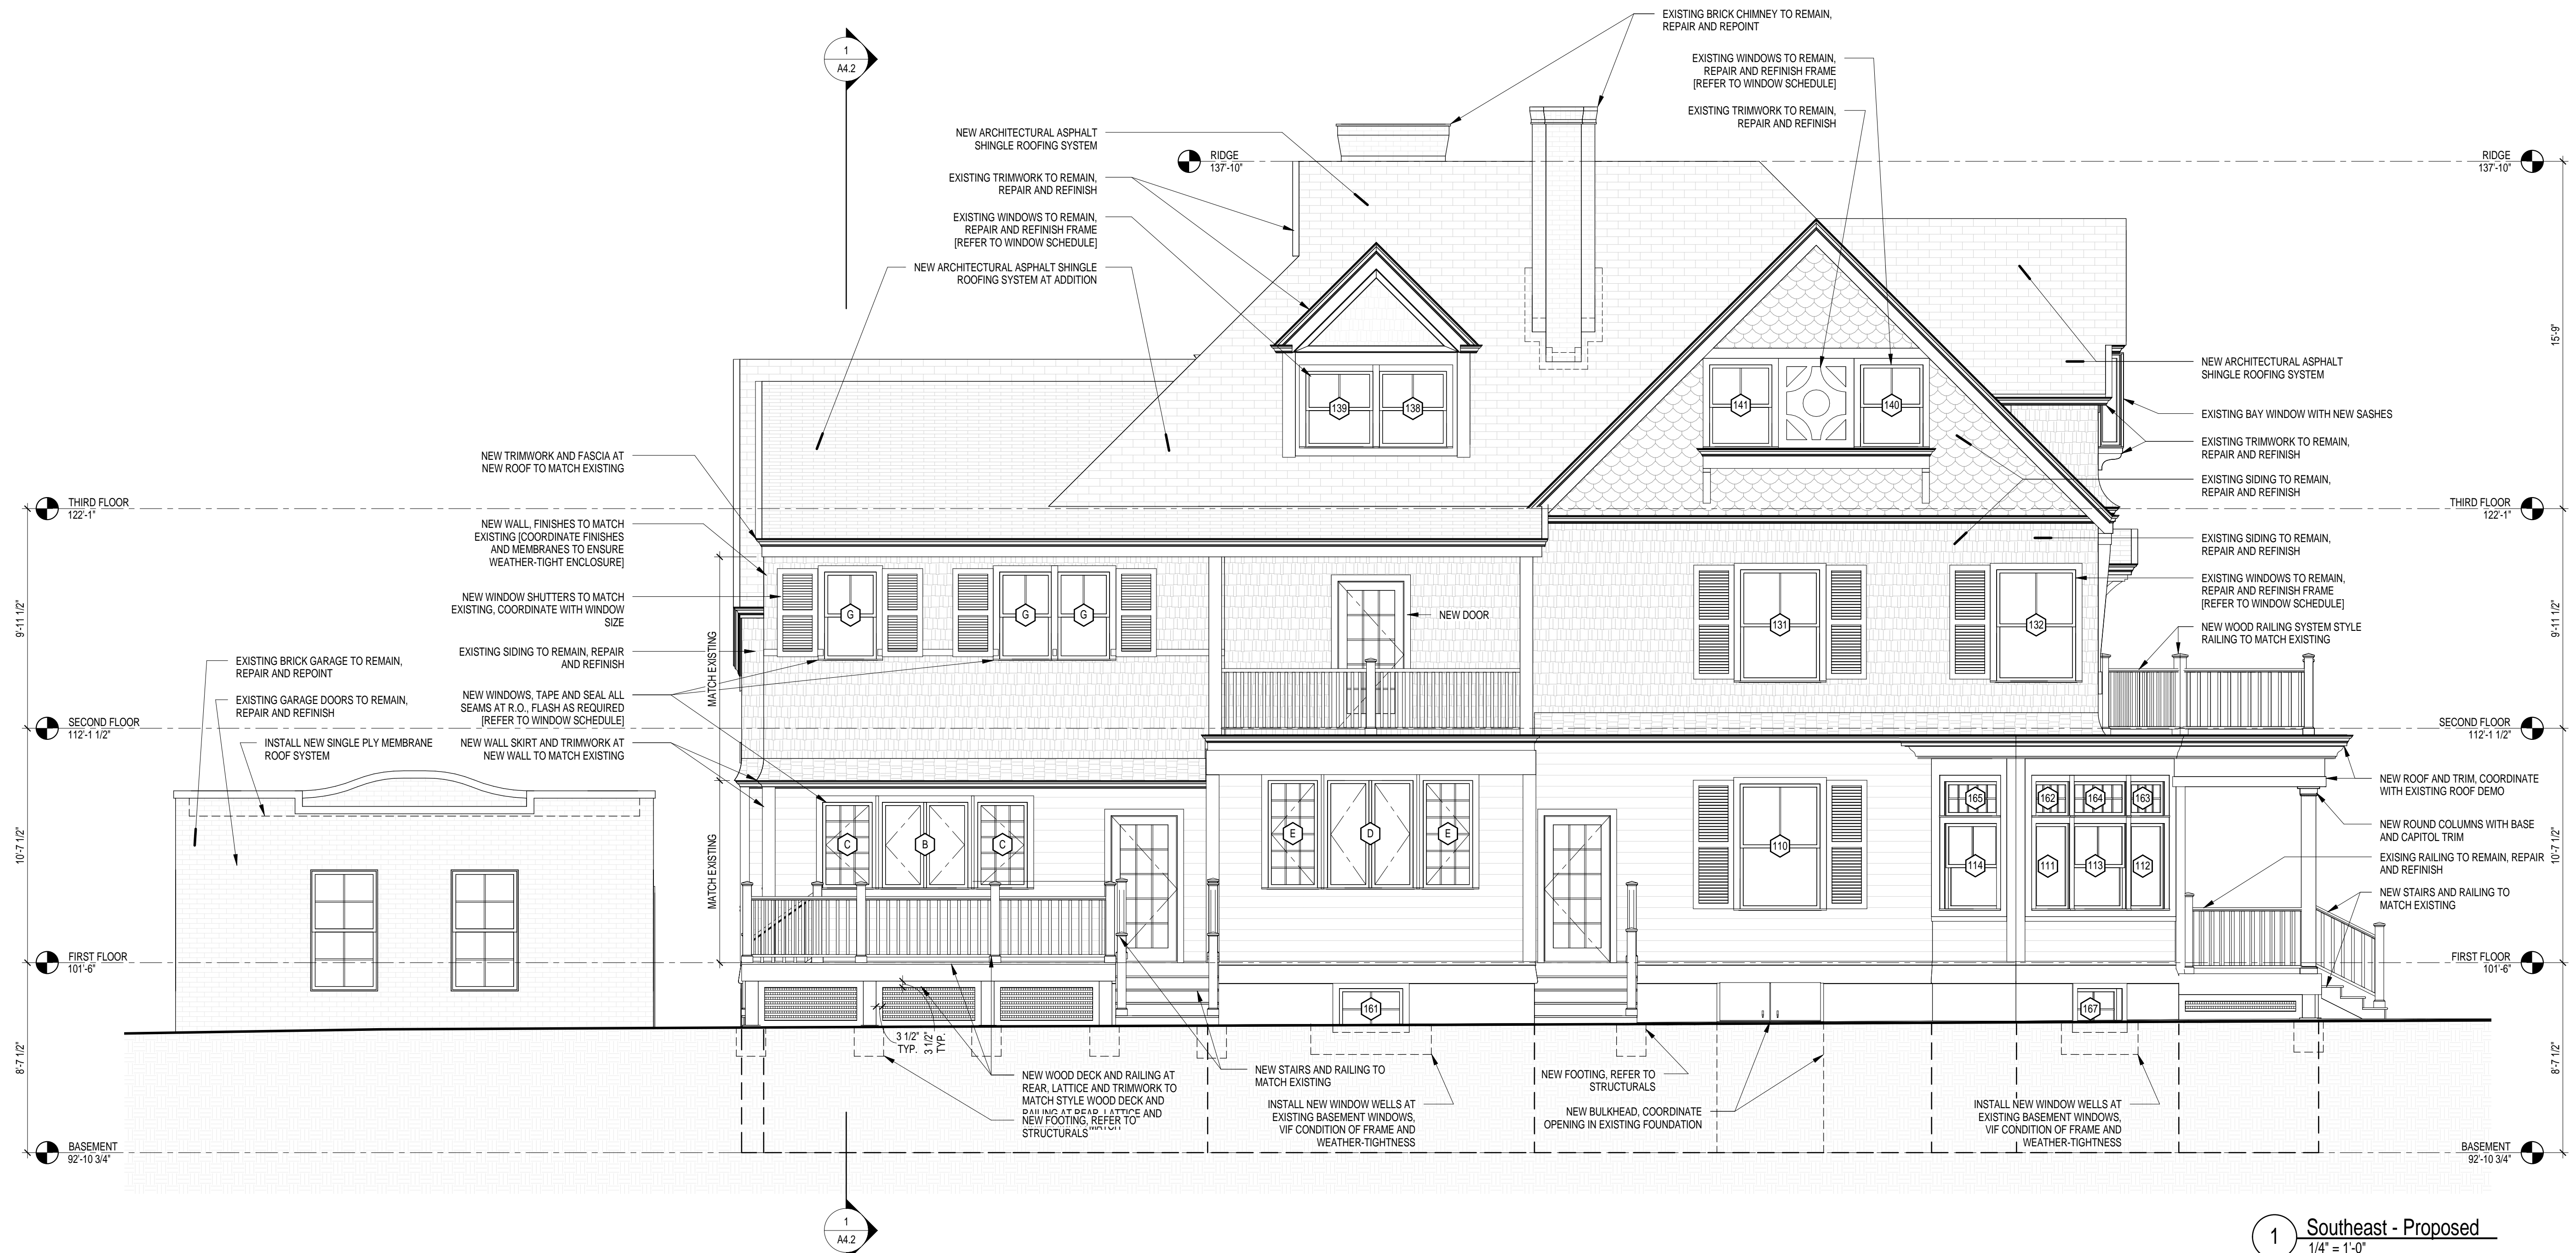 EXISTING BRICK CHIMNEY TO REMAIN,
REPAIR AND REPOINT
1
A4.2
EXISTING WINDOWS TO REMAIN,
REPAIR AND REFINISH FRAME
[REFER TO WINDOW SCHEDULE]
EXISTING TRIMWORK TO REMAIN,
REPAIR AND REFINISH
NEW ARCHITECTURAL ASPHALT
SHINGLE ROOFING SYSTEM
RIDGE
137'-10"
RIDGE
137'-10"
EXISTING TRIMWORK TO REMAIN,
REPAIR AND REFINISH
EXISTING WINDOWS TO REMAIN,
REPAIR AND REFINISH FRAME
[REFER TO WINDOW SCHEDULE]
NEW ARCHITECTURAL ASPHALT SHINGLE
ROOFING SYSTEM AT ADDITION
15'-9"
NEW ARCHITECTURAL ASPHALT
SHINGLE ROOFING SYSTEM
139
138
141
140
EXISTING BAY WINDOW WITH NEW SASHES
EXISTING TRIMWORK TO REMAIN,
REPAIR AND REFINISH
NEW TRIMWORK AND FASCIA AT
NEW ROOF TO MATCH EXISTING
EXISTING SIDING TO REMAIN,
REPAIR AND REFINISH
THIRD FLOOR
122'-1"
THIRD FLOOR
122'-1"
NEW WALL, FINISHES TO MATCH
EXISTING [COORDINATE FINISHES
AND MEMBRANES TO ENSURE
WEATHER-TIGHT ENCLOSURE]
EXISTING SIDING TO REMAIN,
REPAIR AND REFINISH
EXISTING WINDOWS TO REMAIN,
REPAIR AND REFINISH FRAME
[REFER TO WINDOW SCHEDULE]
NEW WINDOW SHUTTERS TO MATCH
EXISTING, COORDINATE WITH WINDOW
SIZE
G
G
G
NEW DOOR
131
132
9'-11 1/2"
9'-11 1/2"
NEW WOOD RAILING SYSTEM STYLE
RAILING TO MATCH EXISTING
EXISTING SIDING TO REMAIN, REPAIR
AND REFINISH
MATCH EXISTING
EXISTING BRICK GARAGE TO REMAIN,
REPAIR AND REPOINT
NEW WINDOWS, TAPE AND SEAL ALL
SEAMS AT R.O., FLASH AS REQUIRED
[REFER TO WINDOW SCHEDULE]
EXISTING GARAGE DOORS TO REMAIN,
REPAIR AND REFINISH
SECOND FLOOR
112'-1 1/2"
SECOND FLOOR
112'-1 1/2"
INSTALL NEW SINGLE PLY MEMBRANE
ROOF SYSTEM
NEW WALL SKIRT AND TRIMWORK AT
NEW WALL TO MATCH EXISTING
NEW ROOF AND TRIM, COORDINATE
WITH EXISTING ROOF DEMO
165
162
164
163
NEW ROUND COLUMNS WITH BASE
AND CAPITOL TRIM
10'-7 1/2"
10'-7 1/2"
MATCH EXISTING
C
B
C
E
D
E
110
114
111
113
112
EXISING RAILING TO REMAIN, REPAIR
AND REFINISH
NEW STAIRS AND RAILING TO
MATCH EXISTING
FIRST FLOOR
101'-6"
FIRST FLOOR
101'-6"
161
167
3 1/2"
TYP.
3 1/2"
TYP.
8'-7 1/2"
8'-7 1/2"
NEW WOOD DECK AND RAILING AT
REAR, LATTICE AND TRIMWORK TO
MATCH STYLE WOOD DECK AND
RAILING AT REAR, LATTICE AND
NEW FOOTING, REFER TO
STRUCTURALS
NEW STAIRS AND RAILING TO
MATCH EXISTING
INSTALL NEW WINDOW WELLS AT
EXISTING BASEMENT WINDOWS,
VIF CONDITION OF FRAME AND
WEATHER-TIGHTNESS
NEW FOOTING, REFER TO
STRUCTURALS
NEW BULKHEAD, COORDINATE
OPENING IN EXISTING FOUNDATION
INSTALL NEW WINDOW WELLS AT
EXISTING BASEMENT WINDOWS,
VIF CONDITION OF FRAME AND
WEATHER-TIGHTNESS
BASEMENT
92'-10 3/4"
BASEMENT
92'-10 3/4"
1
A4.2
1
Southeast - Proposed
1/4" = 1'-0"